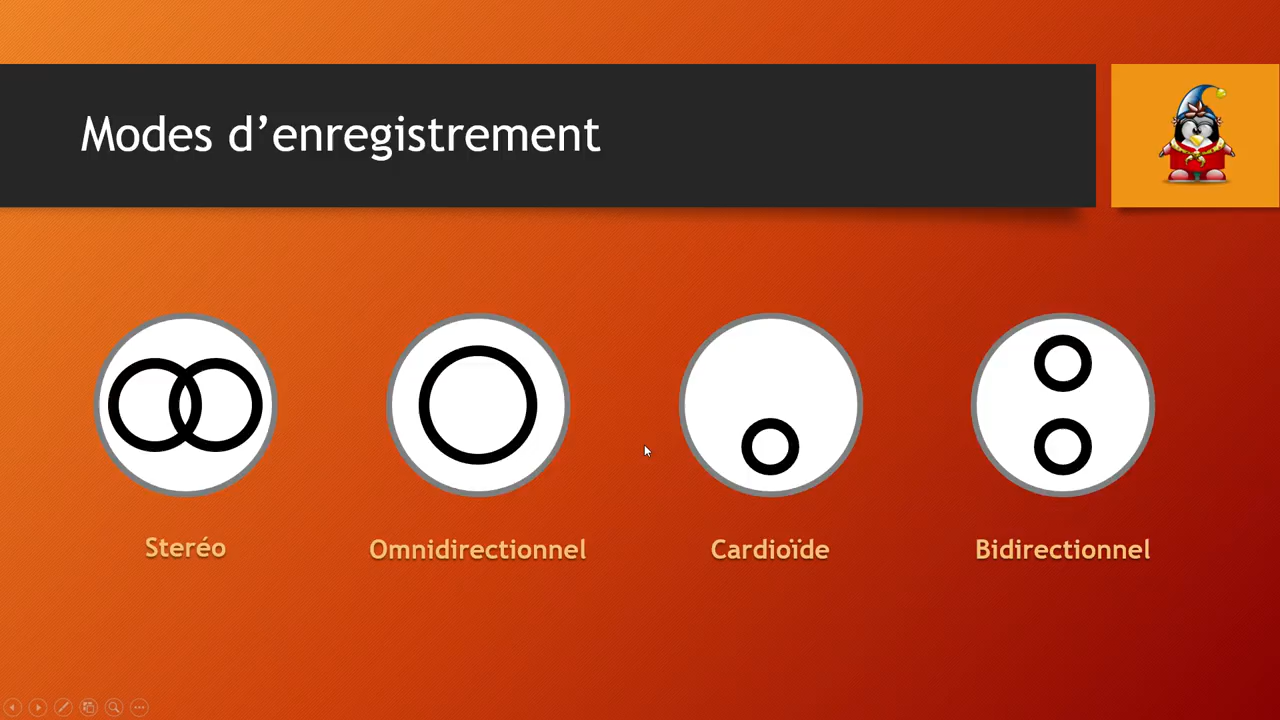 Modes d’enregistrement
Steréo
Omnidirectionnel
Cardioïde
Bidirectionnel